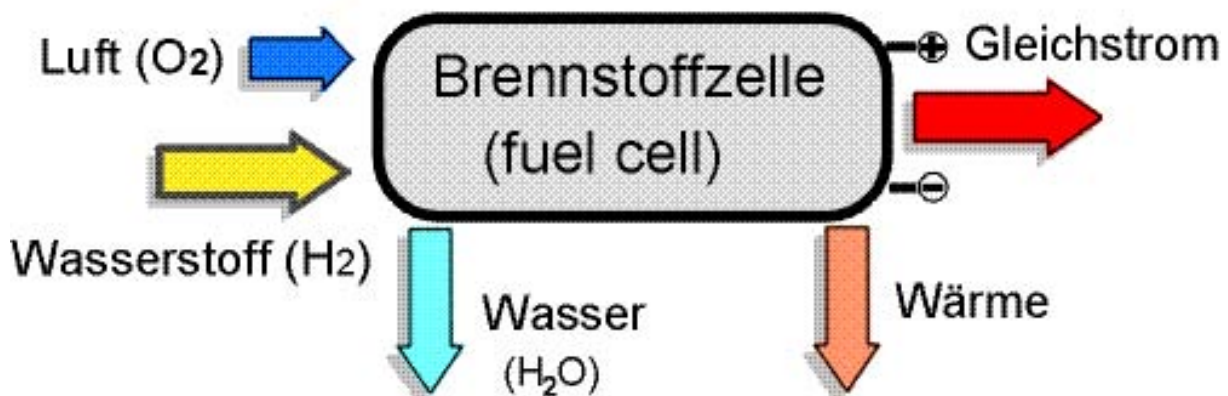 Luft (O2)
Brennstoffzelle
(fuel cell)
+ Gleichstrom
-
Wasserstoff (H2)
Wasser
(H₂O)
Wärme